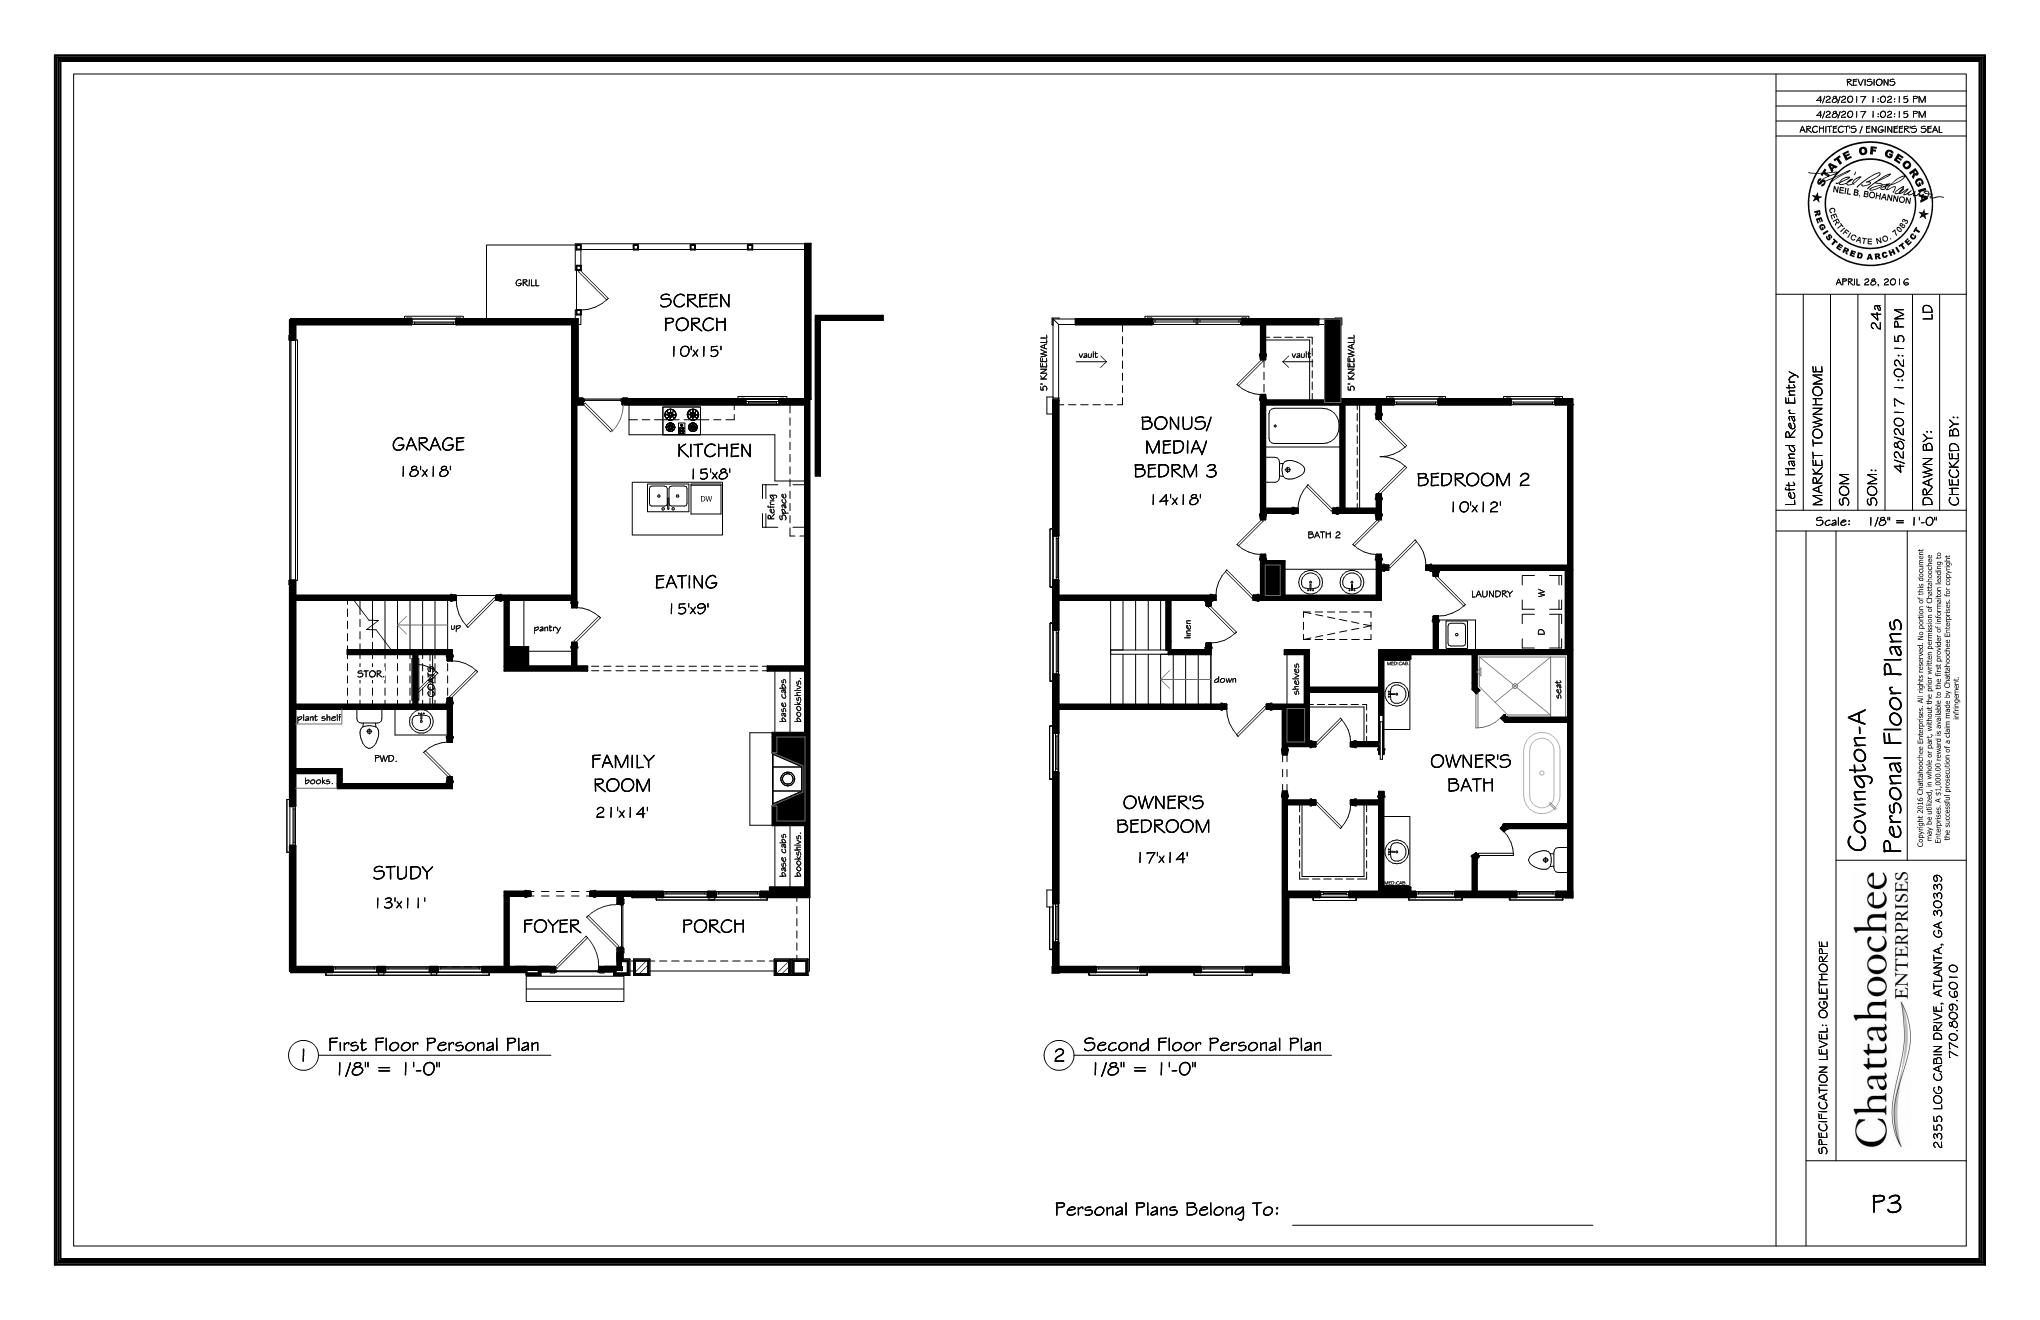 GRILL
SCREEN
PORCH
10'x15'
GARAGE
18'x18'
KITCHEN
15'x8'
DW
Refrig
Space
EATING
15'x9'
up
pantry
STOR.
COATS
plant shelf
PWD.
books.
base cabs
bookshlvs.
FAMILY
ROOM
21'x14'
base cabs
bookshlvs.
STUDY
13'x11'
FOYER
PORCH
1
First Floor Personal Plan
1/8" = 1'-0"
5' KNEEWALL
vault
vault
5' KNEEWALL
BONUS/
MEDIA/
BEDRM 3
14'x18'
BEDROOM 2
10'x12'
BATH 2
LAUNDRY
W
D
linen
down
shelves
MEDICAB.
seat
OWNER'S
BATH
OWNER'S
BEDROOM
17'x14'
MEDICAB.
2
Second Floor Personal Plan
1/8" = 1'-0"
Personal Plans Belong To:
REVISIONS
4/28/2017 1:02:15 PM
4/28/2017 1:02:15 PM
ARCHITECT'S / ENGINEER'S SEAL
STATE OF GEORGIA
NEIL B. BOHANNON
CERTIFICATE NO. 7083
REGISTERED ARCHITECT
APRIL 28, 2016
Left Hand Rear Entry
MARKET TOWNHOME
SOM
SOM: 24a
4/28/2017 1:02:15 PM
DRAWN BY: LD
CHECKED BY:
Scale: 1/8" = 1'-0"
Covington-A
Personal Floor Plans
Copyright 2016 Chattahoochee Enterprises. All rights reserved. No portion of this document
may be utilized, in whole or part, without the prior written permission of Chattahoochee
Enterprises. A $1,000.00 reward is available to the first provider of informaiton leading to
the successful prosecution of a claim made by Chattahoochee Enterprises. for copyright
infringement.
SPECIFICATION LEVEL: OGLETHORPE
Chattahoochee
ENTERPRISES
2355 LOG CABIN DRIVE, ATLANTA, GA 30339
770.809.6010
P3